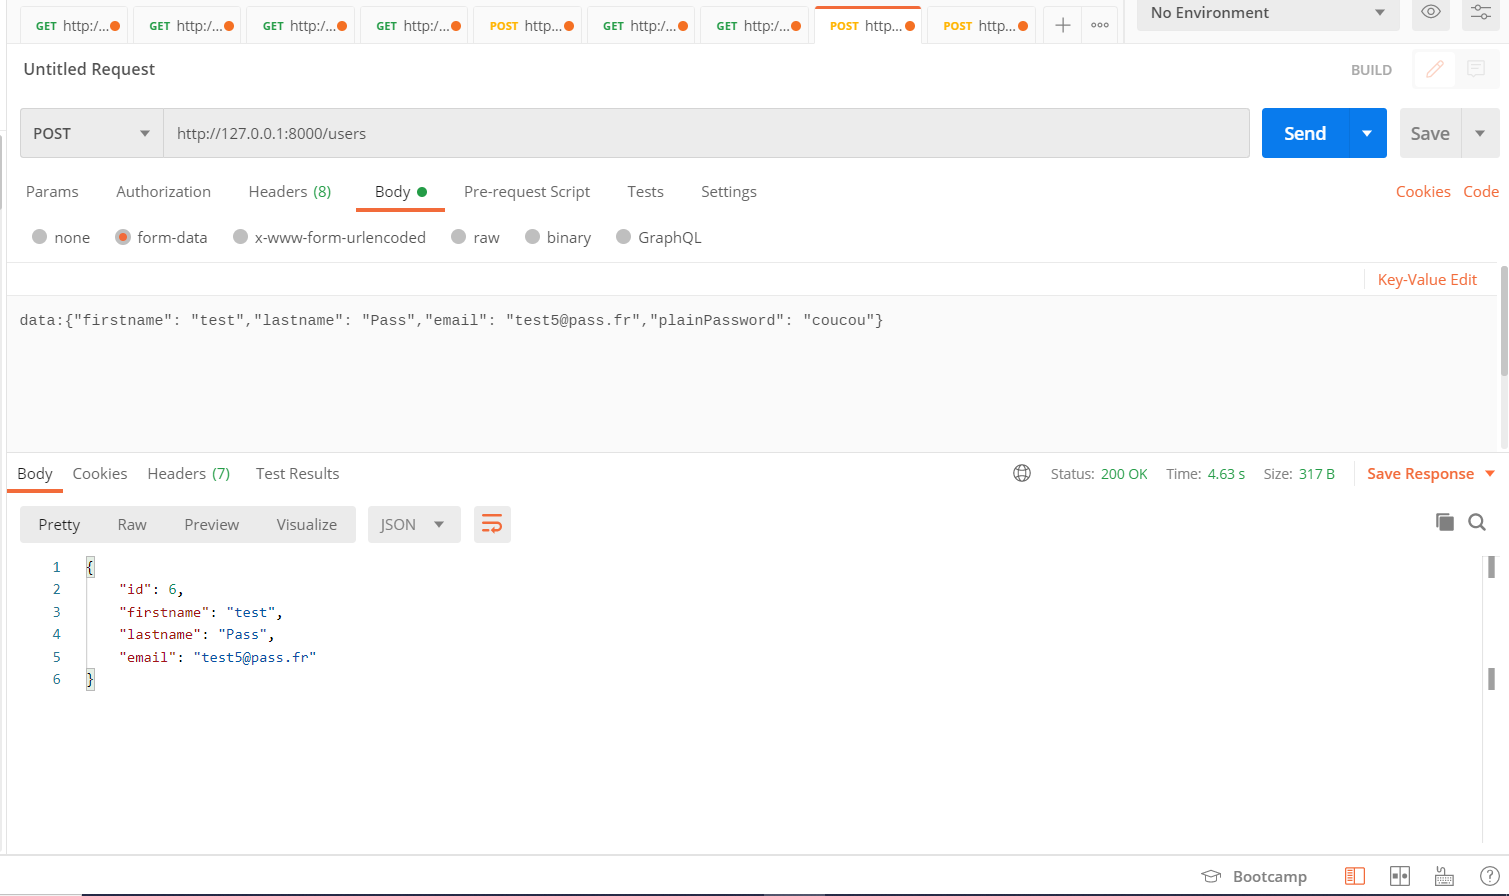 GET http:/... GET http:/... GET http:/... GET http:/... POST http... GET http:/... GET http:/... POST http... POST http... No Environment
Untitled Request BUILD
POST http://127.0.0.1:8000/users Send Save
Params Authorization Headers (8) Body Pre-request Script Tests Settings Cookies Code
none form-data x-www-form-urlencoded raw binary GraphQL
Key-Value Edit
data:{"firstname": "test","lastname": "Pass","email": "test5@pass.fr","plainPassword": "coucou"}
Body Cookies Headers (7) Test Results Status: 200 OK Time: 4.63 s Size: 317 B Save Response
Pretty Raw Preview Visualize JSON
1 {
2 "id": 6,
3 "firstname": "test",
4 "lastname": "Pass",
5 "email": "test5@pass.fr"
6 }
Bootcamp